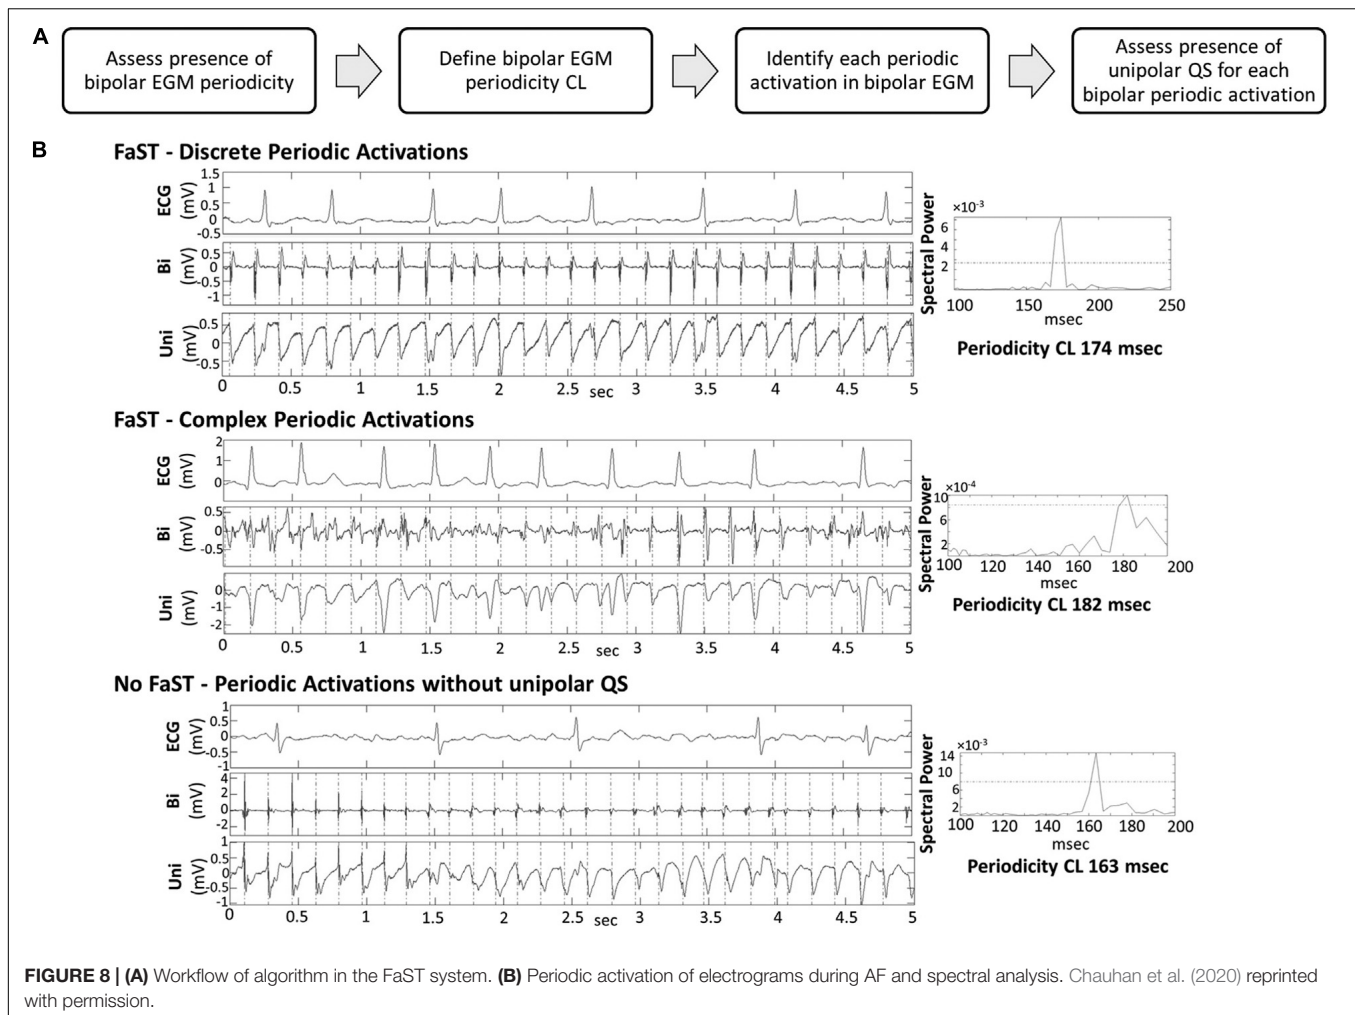 A
Assess presence of
bipolar EGM periodicity
Define bipolar EGM
periodicity CL
Identify each periodic
activation in bipolar EGM
Assess presence of
unipolar QS for each
bipolar periodic activation
B
FaST - Discrete Periodic Activations
ECG
(mV)
1.5
1
0.5
0
-0.5
Bi
(mV)
0.5
0
-0.5
-1
Uni
(mV)
0.5
0
-0.5
0 0.5 1 1.5 2 2.5 sec 3 3.5 4 4.5 5
Spectral Power
×10-3
6
4
2
100 150 200 250
msec
Periodicity CL 174 msec
FaST - Complex Periodic Activations
ECG
(mV)
2
1
0
Bi
(mV)
0.5
0
-0.5
Uni
(mV)
0
-1
-2
0 0.5 1 1.5 2 2.5 sec 3 3.5 4 4.5 5
Spectral Power
×10-4
10
6
2
100 120 140 160 180 200
msec
Periodicity CL 182 msec
No FaST - Periodic Activations without unipolar QS
ECG
(mV)
1
0.5
0
-0.5
-1
Bi
(mV)
4
2
0
-2
Uni
(mV)
1
0.5
0
-0.5
-1
0 0.5 1 1.5 2 2.5 sec 3 3.5 4 4.5 5
Spectral Power
×10-3
14
10
6
2
100 120 140 160 180 200
msec
Periodicity CL 163 msec
FIGURE 8 | (A) Workflow of algorithm in the FaST system. (B) Periodic activation of electrograms during AF and spectral analysis. Chauhan et al. (2020) reprinted
with permission.